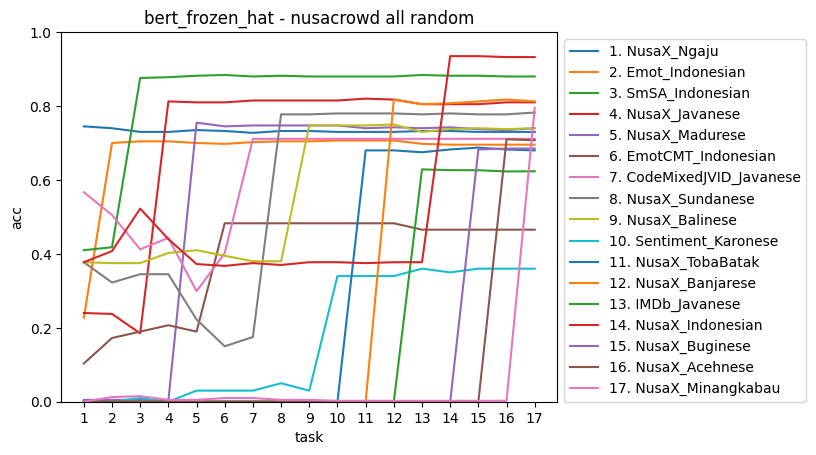 bert_frozen_hat - nusacrowd all random
1.0
0.8
0.6
0.4
0.2
0.0
acc
1 2 3 4 5 6 7 8 9 10 11 12 13 14 15 16 17
task
1. NusaX_Ngaju
2. Emot_Indonesian
3. SmSA_Indonesian
4. NusaX_Javanese
5. NusaX_Madurese
6. EmotCMT_Indonesian
7. CodeMixedJVID_Javanese
8. NusaX_Sundanese
9. NusaX_Balinese
10. Sentiment_Karonese
11. NusaX_TobaBatak
12. NusaX_Banjarese
13. IMDb_Javanese
14. NusaX_Indonesian
15. NusaX_Buginese
16. NusaX_Acehnese
17. NusaX_Minangkabau